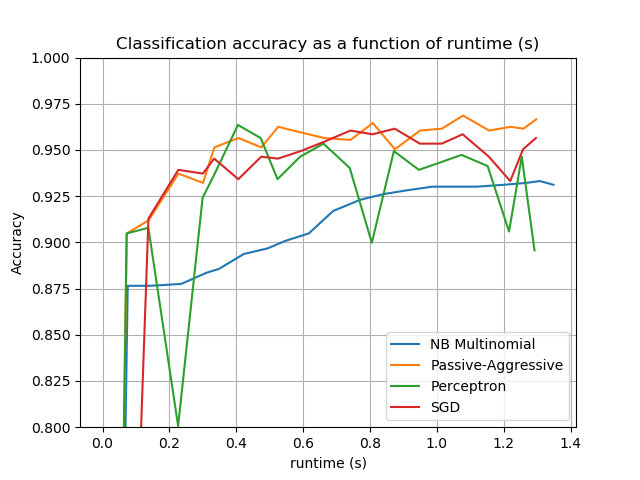 Classification accuracy as a function of runtime (s)
1.000
0.975
0.950
0.925
0.900
0.875
0.850
0.825
0.800
Accuracy
NB Multinomial
Passive-Aggressive
Perceptron
SGD
0.0 0.2 0.4 0.6 0.8 1.0 1.2 1.4
runtime (s)